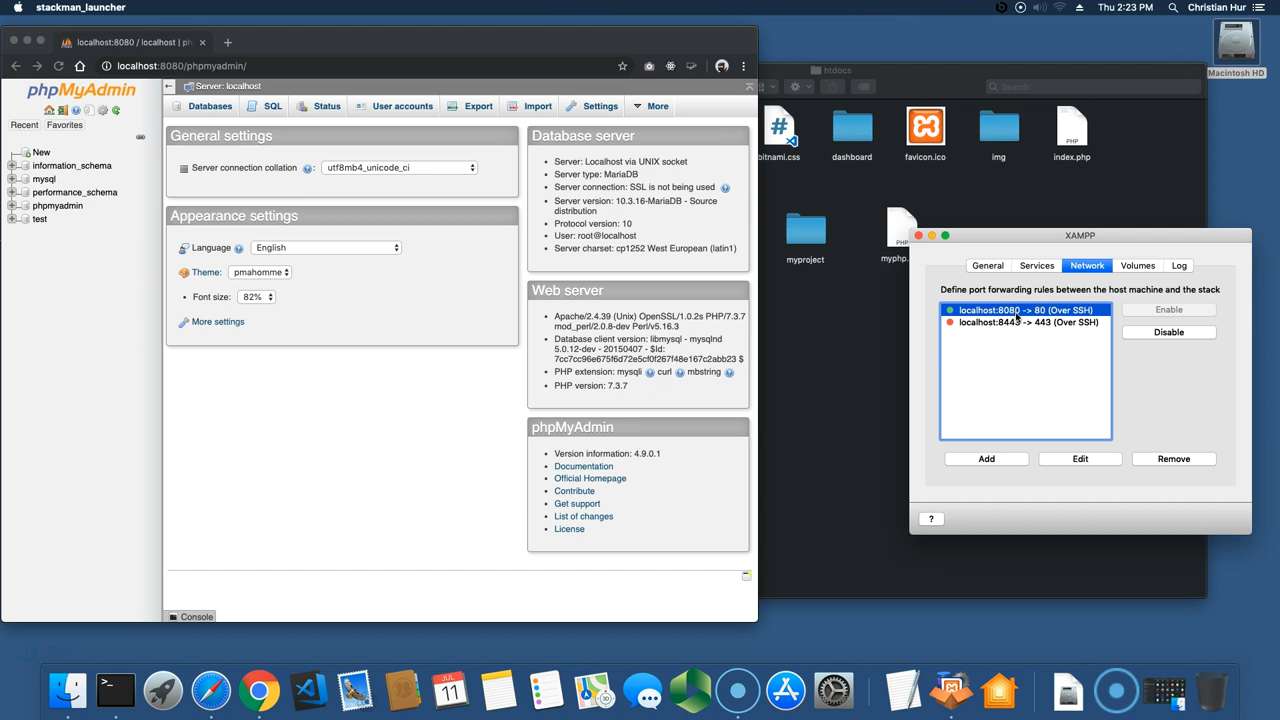 stackman_launcher
Thu 2:23 PM
Christian Hur
localhost:8080 / localhost | ph
localhost:8080/phpmyadmin/
phpMyAdmin
Recent
Favorites
New
information_schema
mysql
performance_schema
phpmyadmin
test
Server: localhost
Databases
SQL
Status
User accounts
Export
Import
Settings
More
General settings
Server connection collation
:
utf8mb4_unicode_ci
Appearance settings
Language
:
English
Theme:
pmahomme
• Font size:
82%
More settings
Database server
• Server: Localhost via UNIX socket
• Server type: MariaDB
• Server connection: SSL is not being used
• Server version: 10.3.16-MariaDB - Source
distribution
• Protocol version: 10
• User: root@localhost
• Server charset: cp1252 West European (latin1)
Web server
• Apache/2.4.39 (Unix) OpenSSL/1.0.2s PHP/7.3.7
mod_perl/2.0.8-dev Perl/v5.16.3
• Database client version: libmysql - mysqlnd
5.0.12-dev - 20150407 - $Id:
7cc7cc96e675f6d72e5cf0f267f48e167c2abb23 $
• PHP extension: mysqli curl mbstring
• PHP version: 7.3.7
phpMyAdmin
• Version information: 4.9.0.1
• Documentation
• Official Homepage
• Contribute
• Get support
• List of changes
• License
Console
htdocs
Search
Macintosh HD
bitnami.css
dashboard
favicon.ico
img
PHP
index.php
myproject
PHP
myphp.
XAMPP
General
Services
Network
Volumes
Log
Define port forwarding rules between the host machine and the stack
localhost:8080 -> 80 (Over SSH)
localhost:8443 -> 443 (Over SSH)
Enable
Disable
Add
Edit
Remove
?
JUL
11